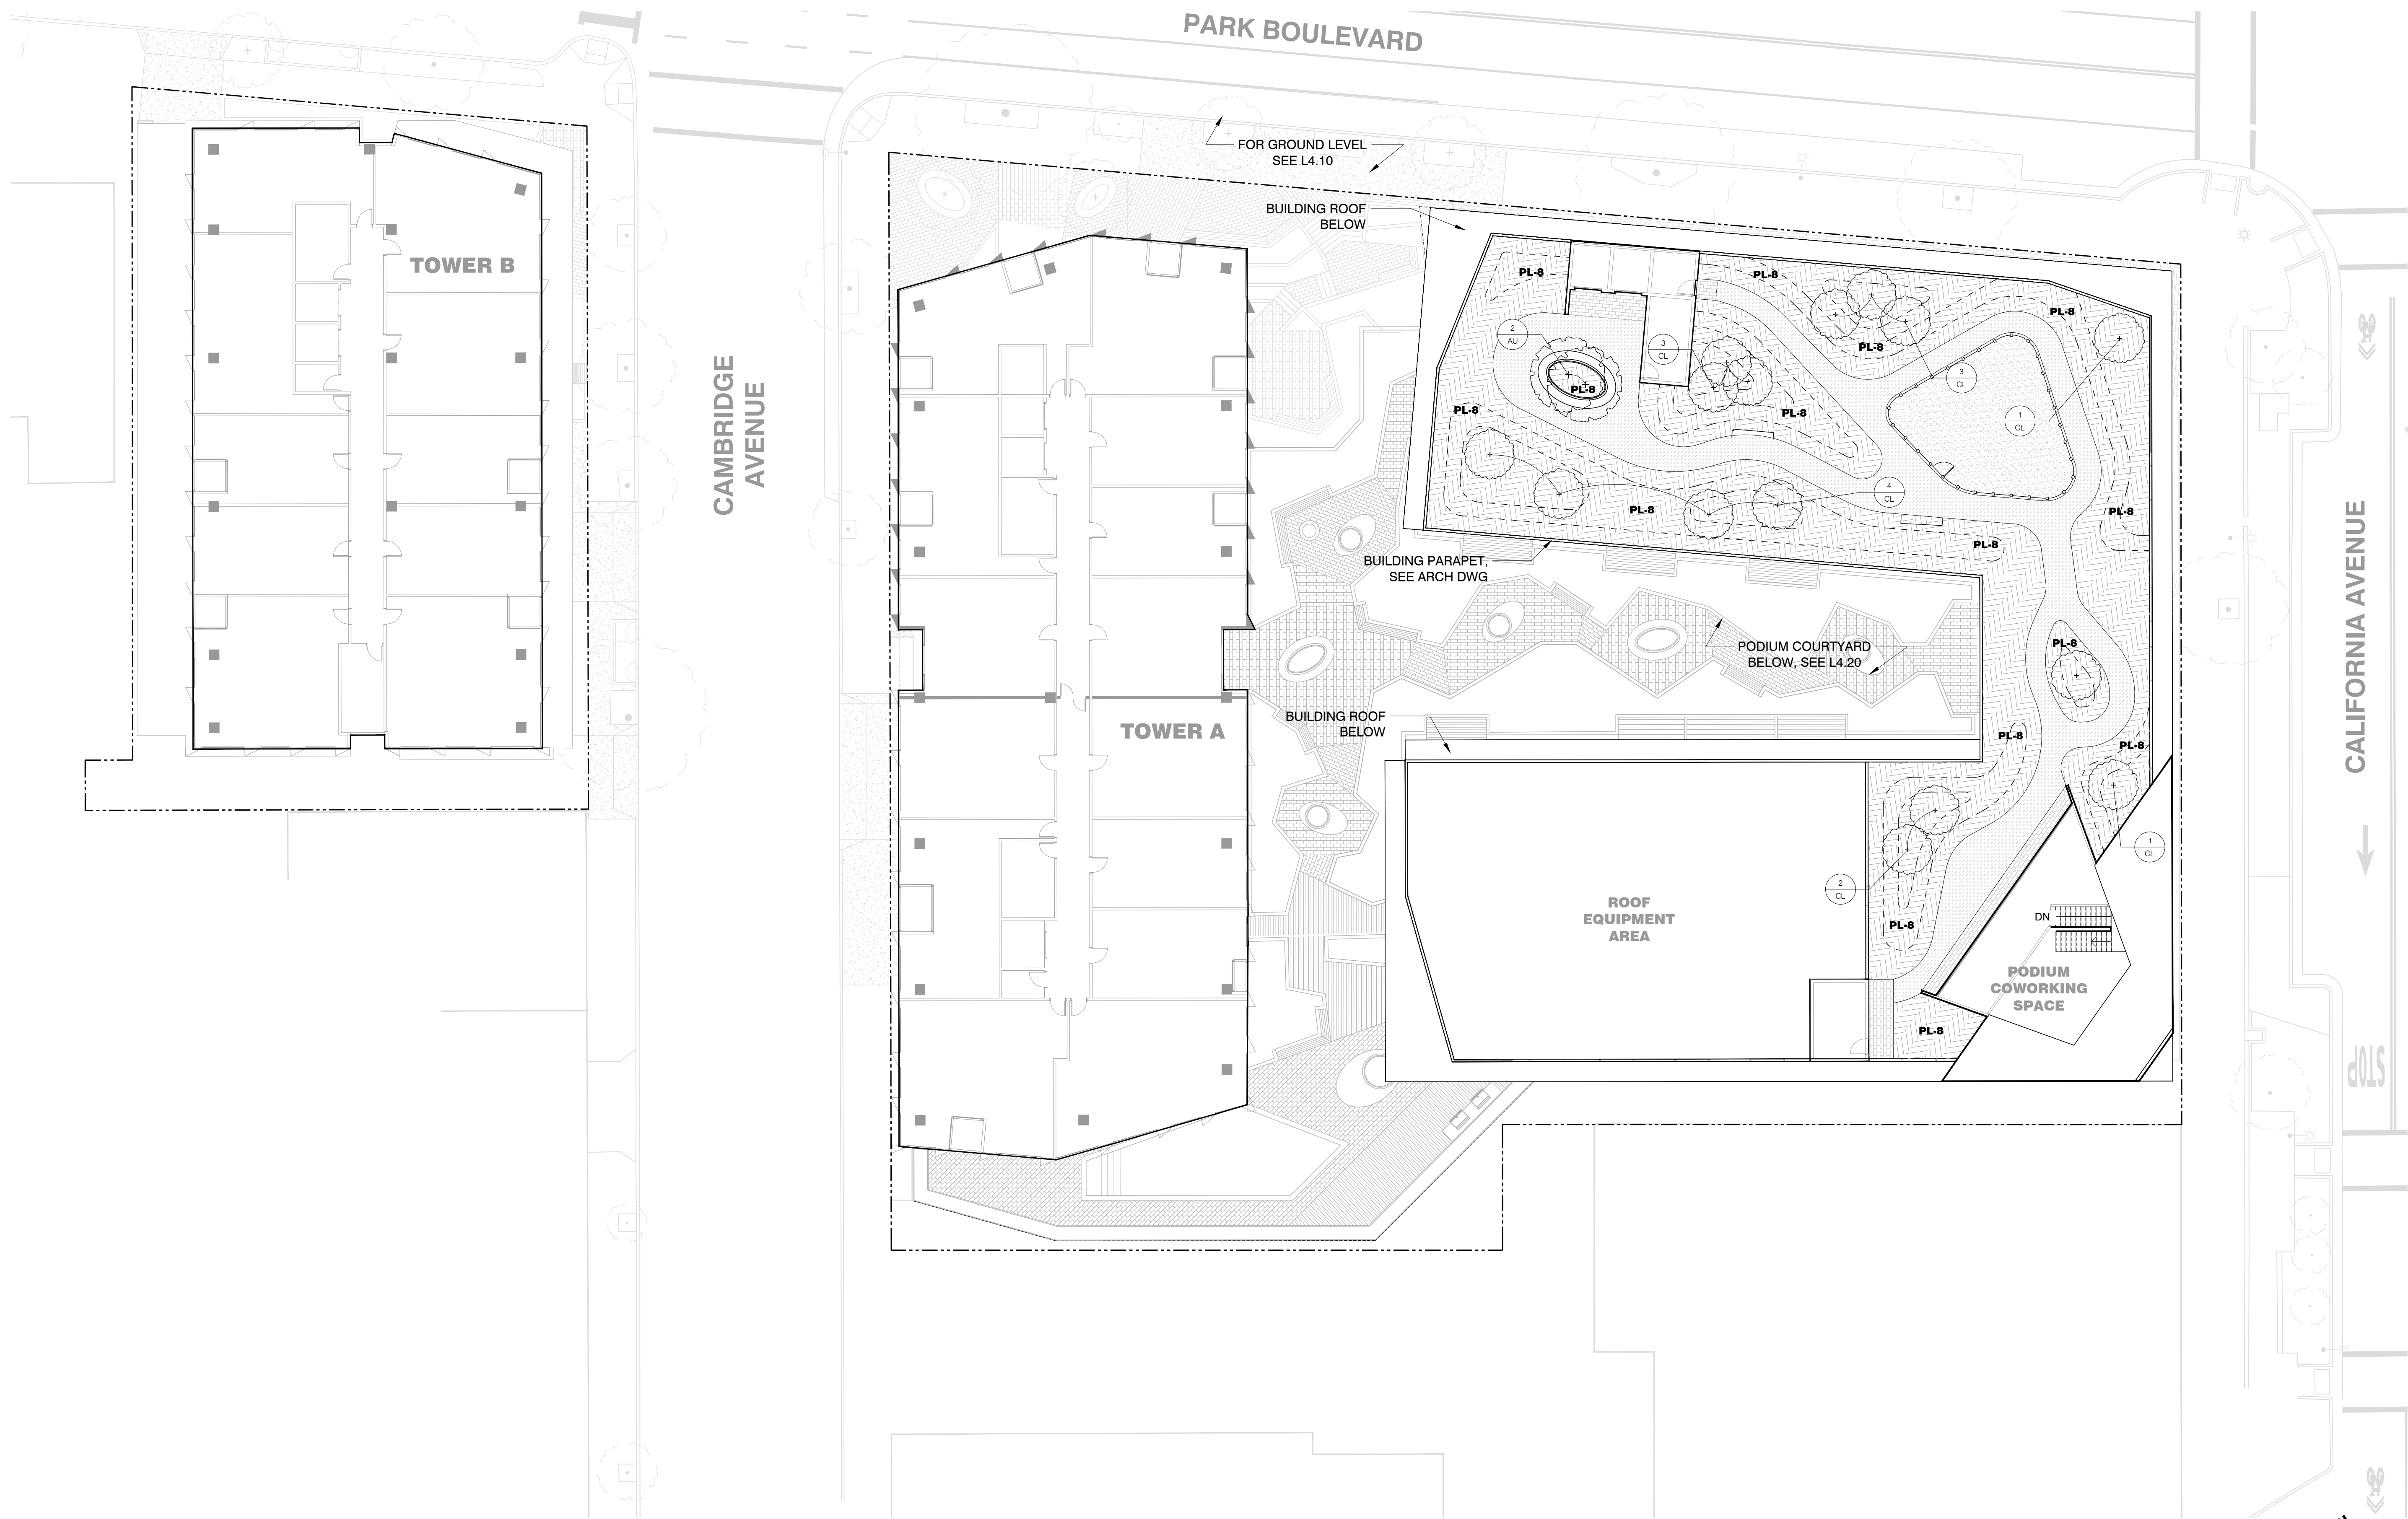 PARK BOULEVARD
FOR GROUND LEVEL
SEE L4.10
BUILDING ROOF
BELOW
TOWER B
CAMBRIDGE
AVENUE
PL-8
PL-8
PL-8
PL-8
2
AU
3
CL
PL-8
3
CL
PL-8
PL-8
1
CL
PL-8
4
CL
PL-8
PL-8
PL-8
BUILDING PARAPET,
SEE ARCH DWG
PODIUM COURTYARD
BELOW, SEE L4.20
PL-8
BUILDING ROOF
BELOW
TOWER A
PL-8
PL-8
CALIFORNIA AVENUE
1
CL
2
CL
ROOF
EQUIPMENT
AREA
DN
PL-8
PODIUM
COWORKING
SPACE
PL-8
STOP